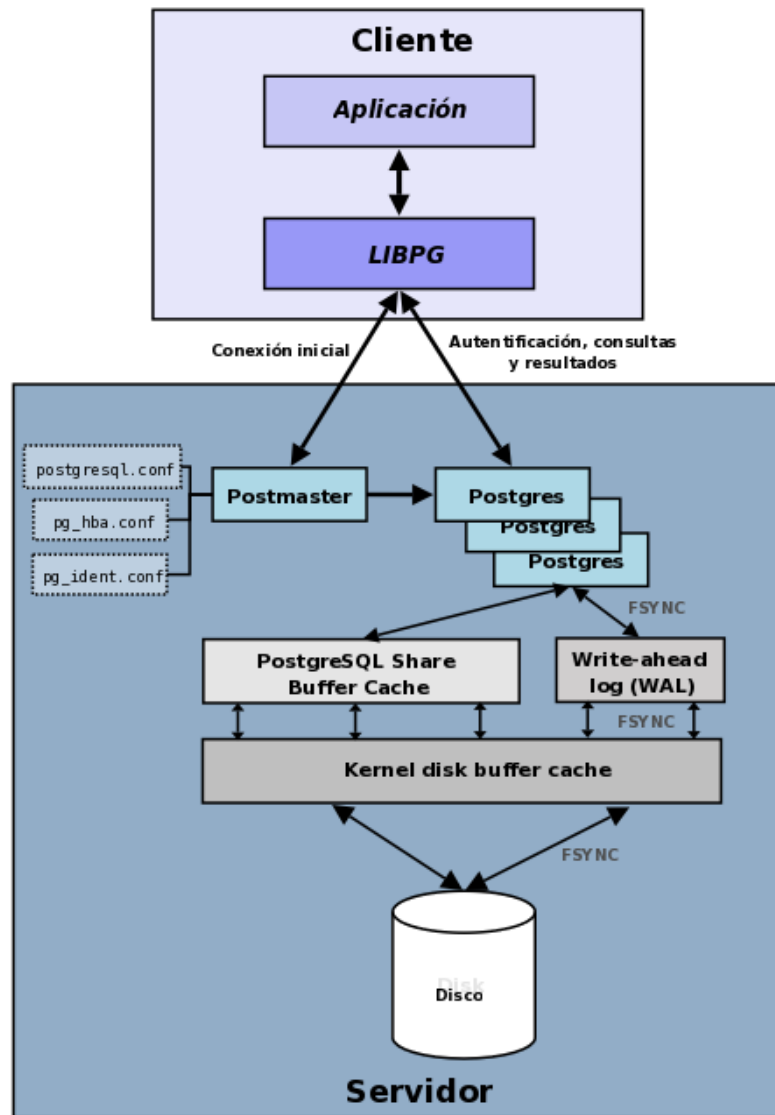 Cliente
Aplicación
LIBPG
Conexión inicial
Autentificación, consultas
y resultados
postgresql.conf
pg_hba.conf
pg_ident.conf
Postmaster
Postgres
Postgres
Postgres
FSYNC
PostgreSQL Share
Buffer Cache
Write-ahead
log (WAL)
FSYNC
Kernel disk buffer cache
FSYNC
Disk
Disco
Servidor